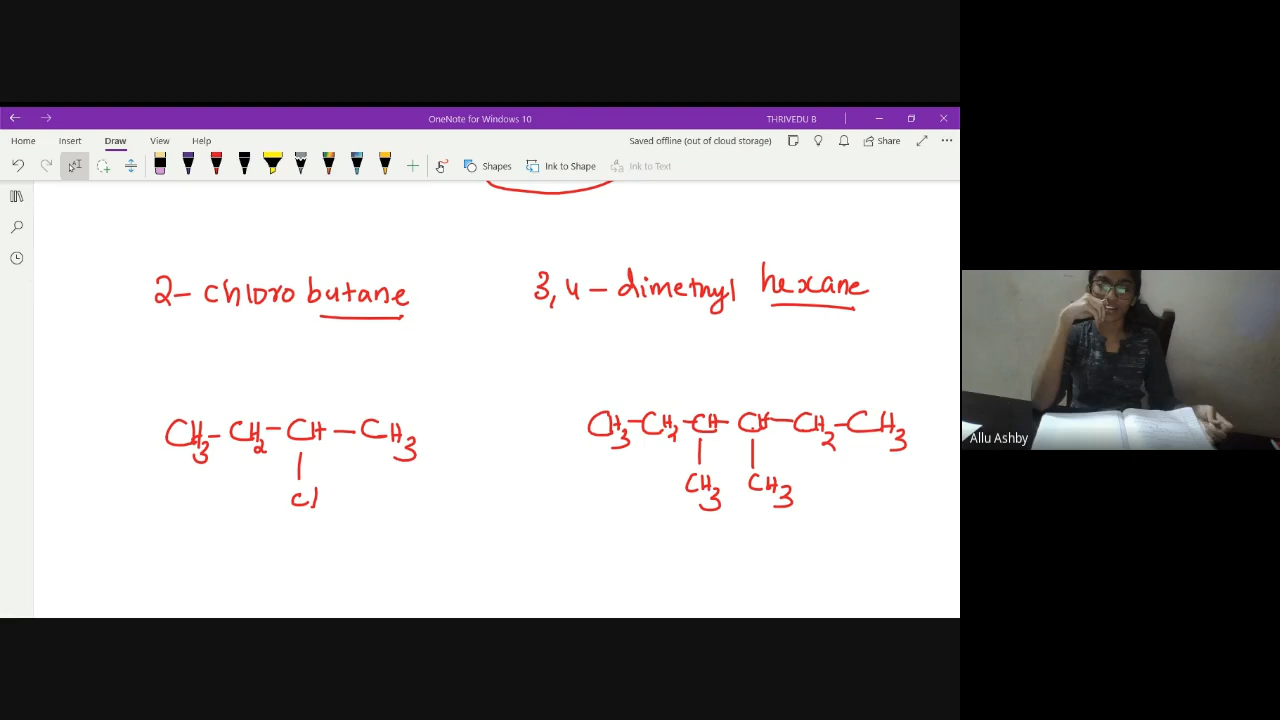 OneNote for Windows 10
THRIVEDU B
Home Insert Draw View Help
Saved offline (out of cloud storage)
Share
Shapes
Ink to Shape
Ink to Text
2- chloro butane
3,4 - dimethyl hexane
CH3 - CH2 - CH - CH3
Cl
CH3-CH2-CH-CH-CH2-CH3
CH3 CH3
Allu Ashby